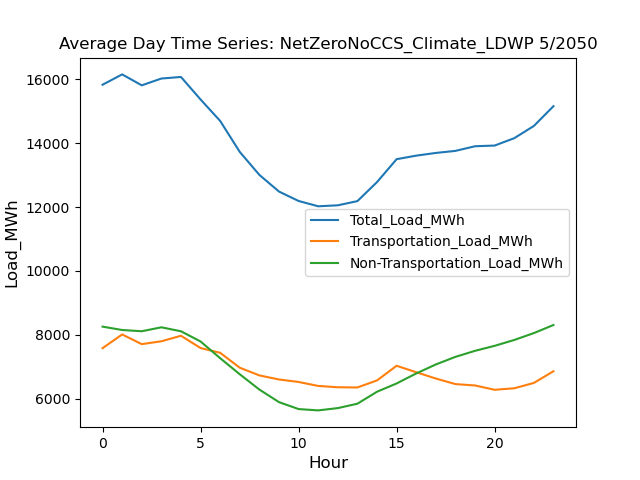 Average Day Time Series: NetZeroNoCCS_Climate_LDWP 5/2050
Load_MWh
16000
14000
12000
10000
8000
6000
Total_Load_MWh
Transportation_Load_MWh
Non-Transportation_Load_MWh
0 5 10 15 20
Hour